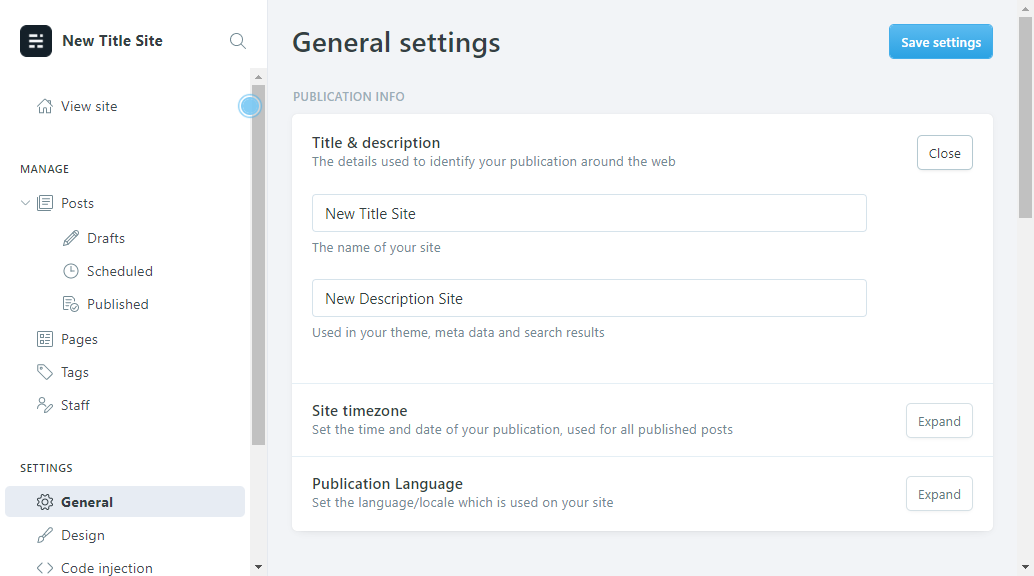 New Title Site
View site
MANAGE
Posts
Drafts
Scheduled
Published
Pages
Tags
Staff
SETTINGS
General
Design
Code injection
General settings
Save settings
PUBLICATION INFO
Title & description
The details used to identify your publication around the web
Close
New Title Site
The name of your site
New Description Site
Used in your theme, meta data and search results
Site timezone
Set the time and date of your publication, used for all published posts
Expand
Publication Language
Set the language/locale which is used on your site
Expand